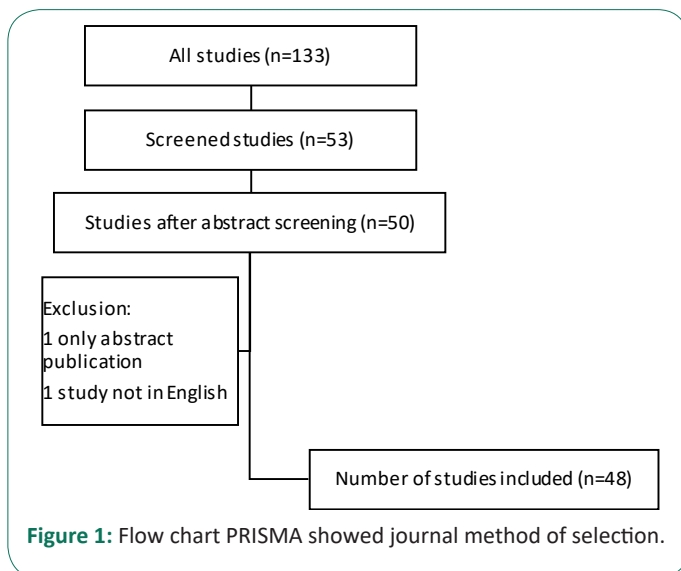 All studies (n=133)
Screened studies (n=53)
Studies after abstract screening (n=50)
Exclusion:
1 only abstract
publication
1 study not in English
Number of studies included (n=48)
Figure 1: Flow chart PRISMA showed journal method of selection.